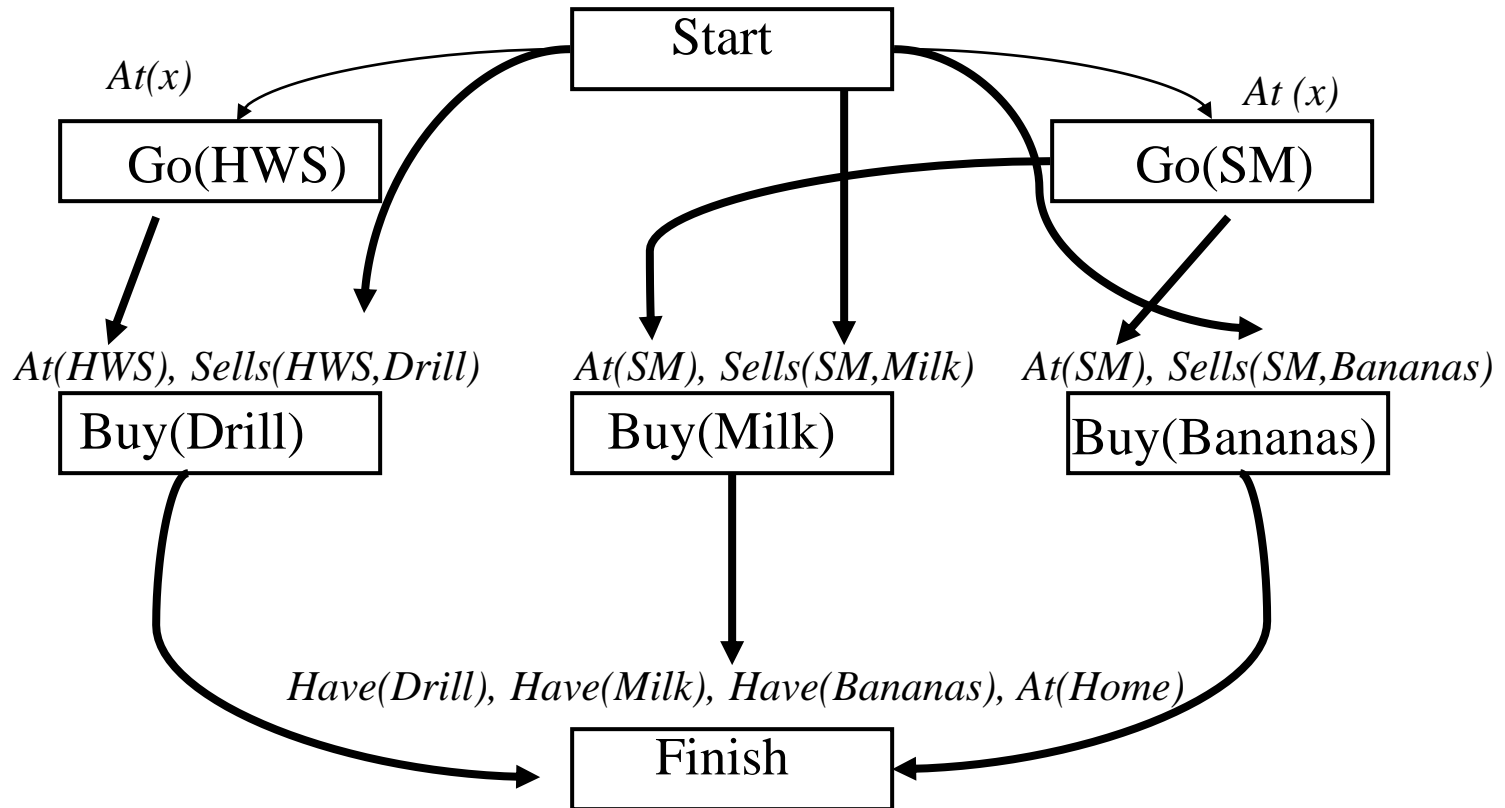 Start
At(x)
At (x)
Go(HWS)
Go(SM)
At(HWS), Sells(HWS,Drill)
At(SM), Sells(SM,Milk)
At(SM), Sells(SM,Bananas)
Buy(Drill)
Buy(Milk)
Buy(Bananas)
Have(Drill), Have(Milk), Have(Bananas), At(Home)
Finish